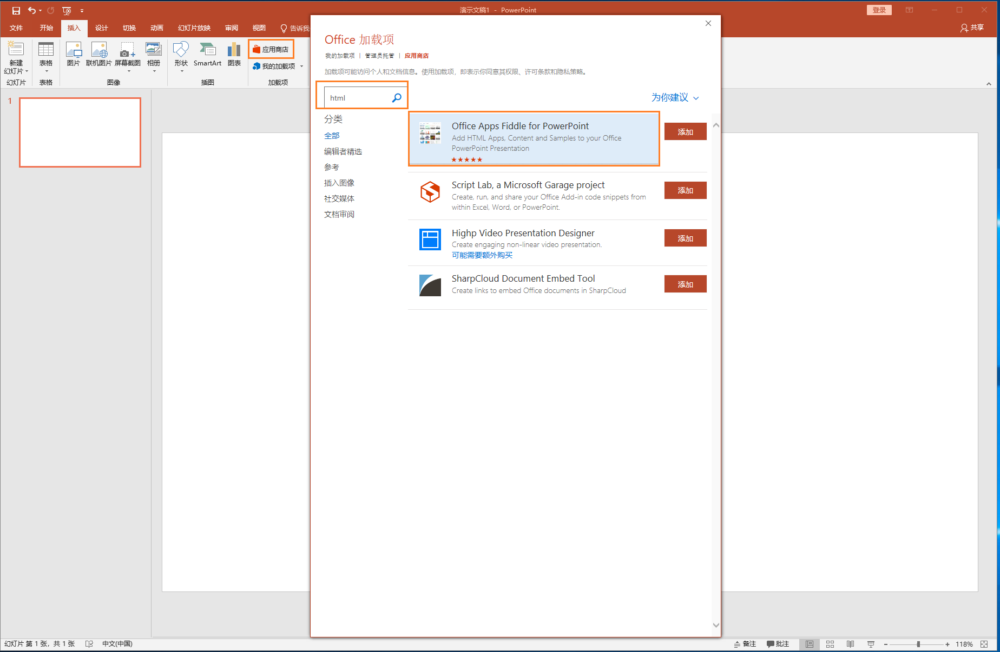 演示文稿1 - PowerPoint
登录
文件 开始 插入 设计 切换 动画 幻灯片放映 审阅 视图 告诉我
共享
新建
幻灯片
表格
图片
联机图片
屏幕截图
相册
形状
SmartArt
图表
应用商店
我的加载项
幻灯片
表格
图像
插图
加载项
Office 加载项
我的加载项 | 管理员托管 | 应用商店
加载项可能访问个人和文档信息。使用加载项，即表示你同意其权限、许可条款和隐私策略。
html
为你建议
分类
全部
编辑者精选
参考
插入图像
社交媒体
文档审阅
Office Apps Fiddle for PowerPoint
Add HTML Apps, Content and Samples to your Office
PowerPoint Presentation
添加
Script Lab, a Microsoft Garage project
Create, run, and share your Office Add-in code snippets from
within Excel, Word, or PowerPoint.
添加
Highp Video Presentation Designer
Create engaging non-linear video presentation.
可能需要额外购买
添加
SharpCloud Document Embed Tool
Create links to embed Office documents in SharpCloud
添加
1
幻灯片 第 1 张，共 1 张
中文(中国)
备注
批注
118%